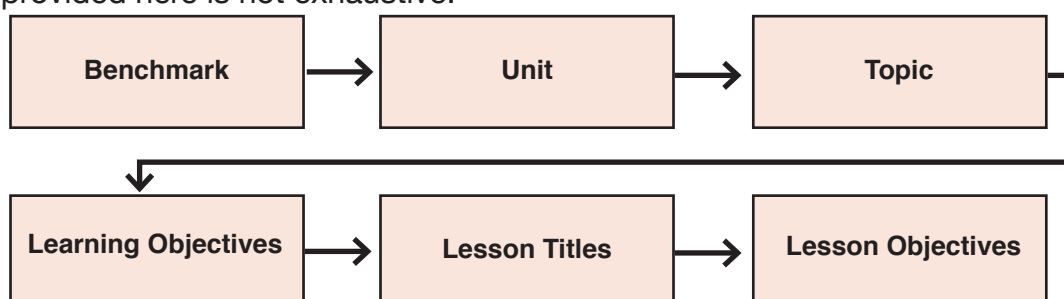 provided here is not exhaustive.
Benchmark
Unit
Topic
Learning Objectives
Lesson Titles
Lesson Objectives